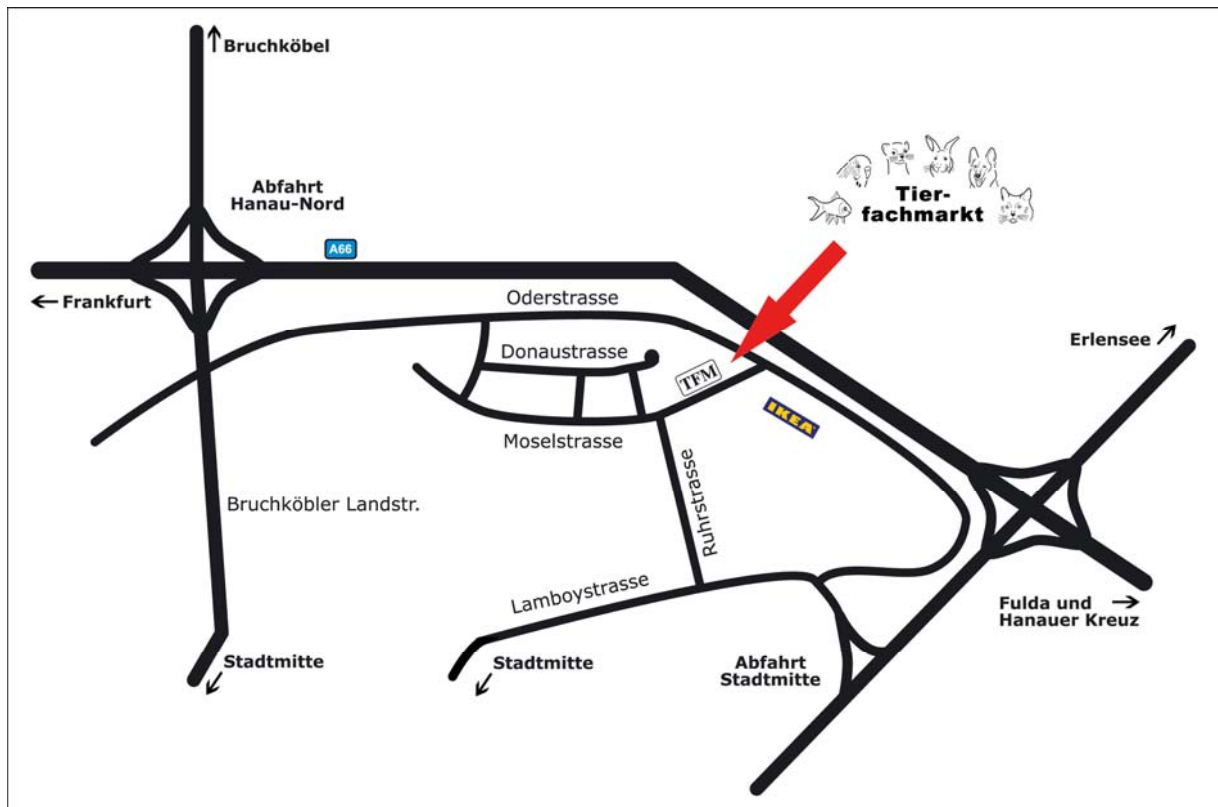 Bruchköbel
Abfahrt
Hanau-Nord
Tier-
fachmarkt
A66
Frankfurt
Oderstrasse
Erlensee
Donaustrasse
TFM
IKEA
Moselstrasse
Ruhrstrasse
Bruchköbler Landstr.
Lamboystrasse
Fulda und
Hanauer Kreuz
Stadtmitte
Stadtmitte
Abfahrt
Stadtmitte